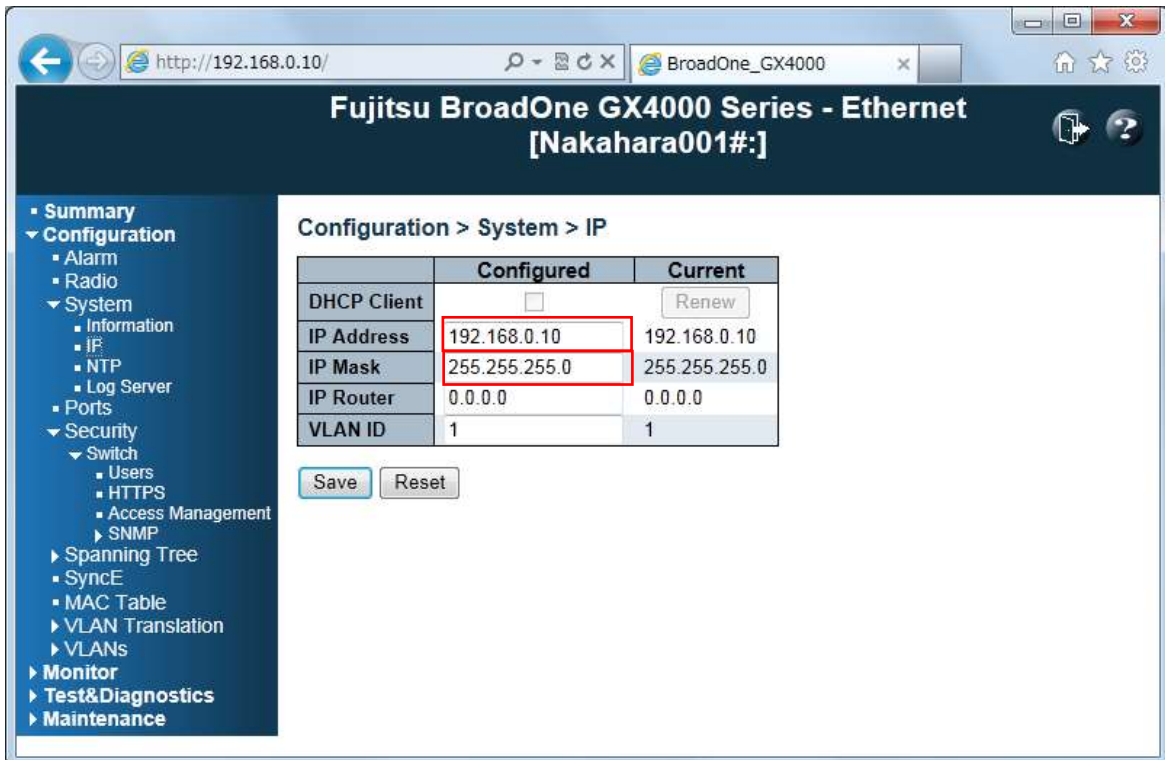 http://192.168.0.10/
BroadOne_GX4000
Fujitsu BroadOne GX4000 Series - Ethernet
[Nakahara001#:]
Summary
Configuration
Alarm
Radio
System
Information
IP
NTP
Log Server
Ports
Security
Switch
Users
HTTPS
Access Management
SNMP
Spanning Tree
SyncE
MAC Table
VLAN Translation
VLANs
Monitor
Test&Diagnostics
Maintenance
Configuration > System > IP
Configured Current
DHCP Client Renew
IP Address 192.168.0.10 192.168.0.10
IP Mask 255.255.255.0 255.255.255.0
IP Router 0.0.0.0 0.0.0.0
VLAN ID 1 1
Save Reset